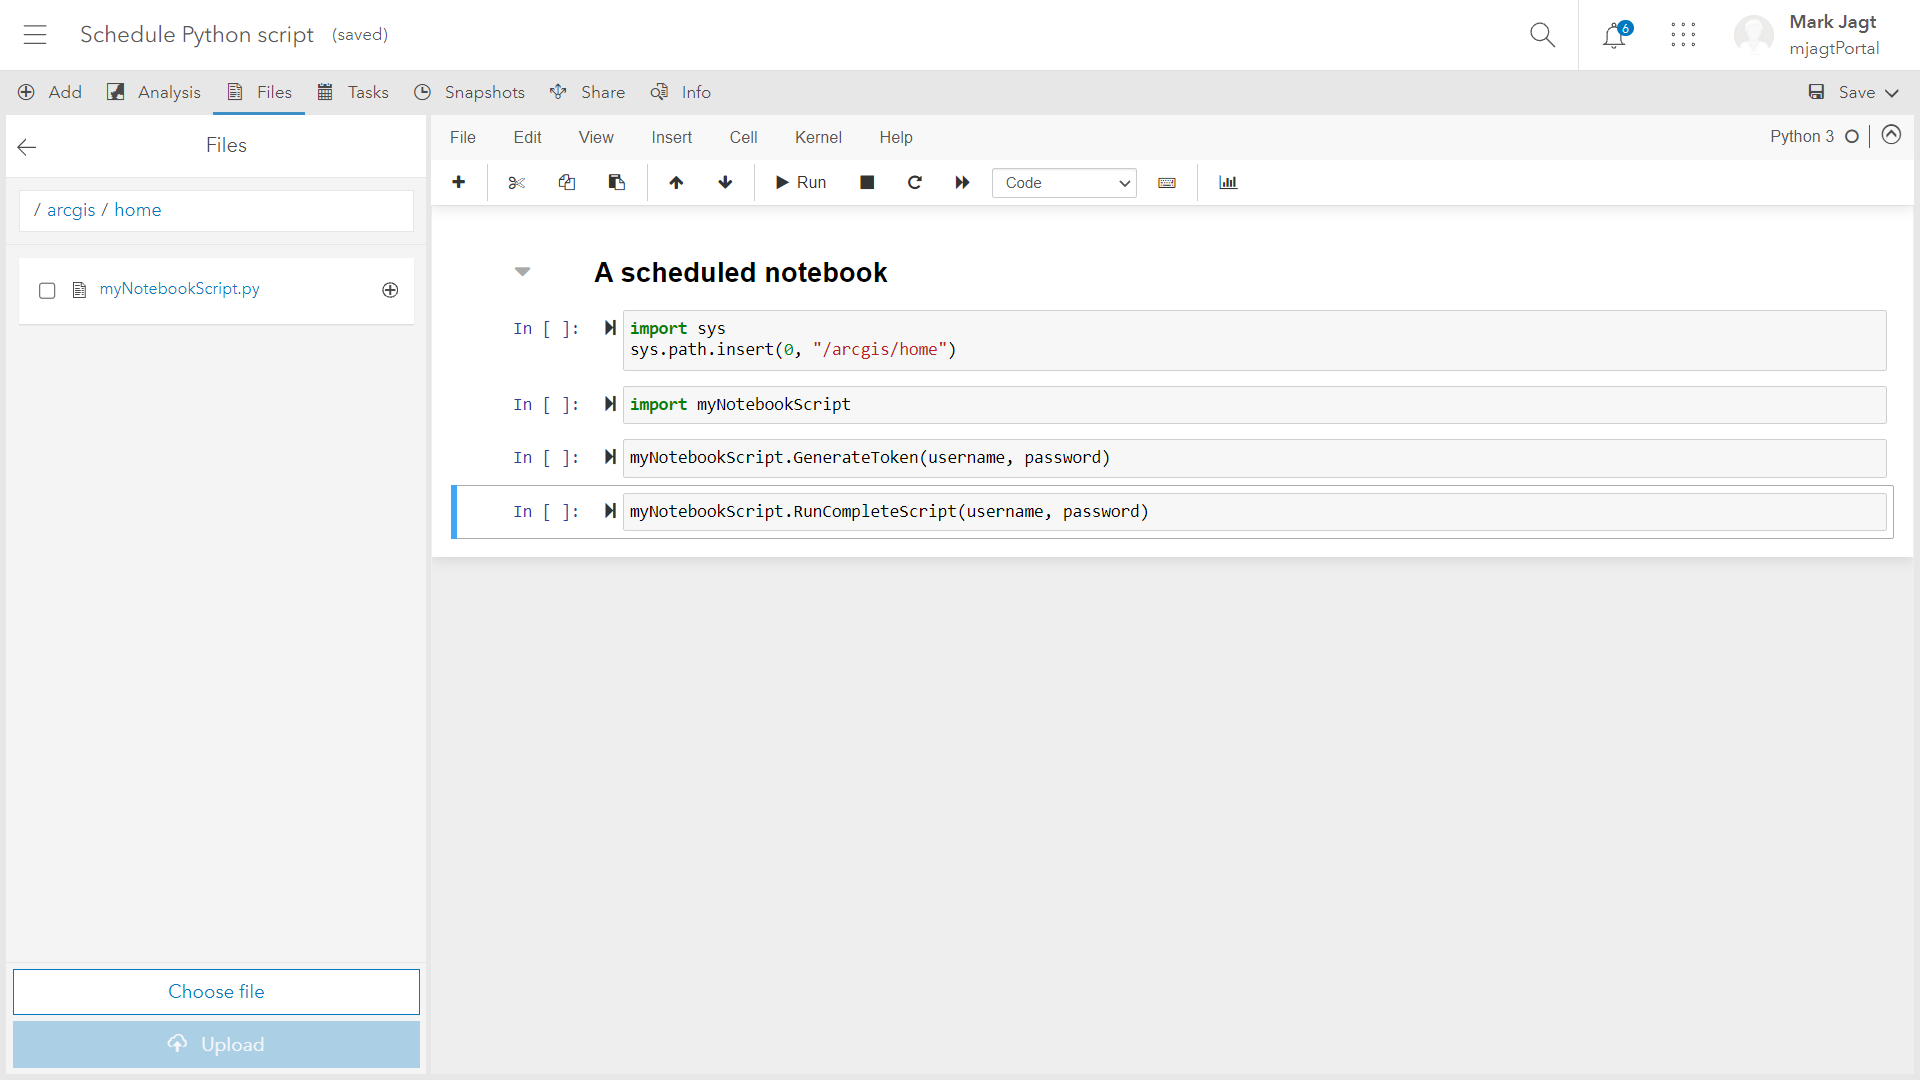 Schedule Python script (saved)
6
Mark Jagt
mjagtPortal
Add Analysis Files Tasks Snapshots Share Info Save
Files
/ arcgis / home
myNotebookScript.py
File Edit View Insert Cell Kernel Help Python 3
Run Code
A scheduled notebook
In [ ]: import sys
sys.path.insert(0, "/arcgis/home")
In [ ]: import myNotebookScript
In [ ]: myNotebookScript.GenerateToken(username, password)
In [ ]: myNotebookScript.RunCompleteScript(username, password)
Choose file
Upload